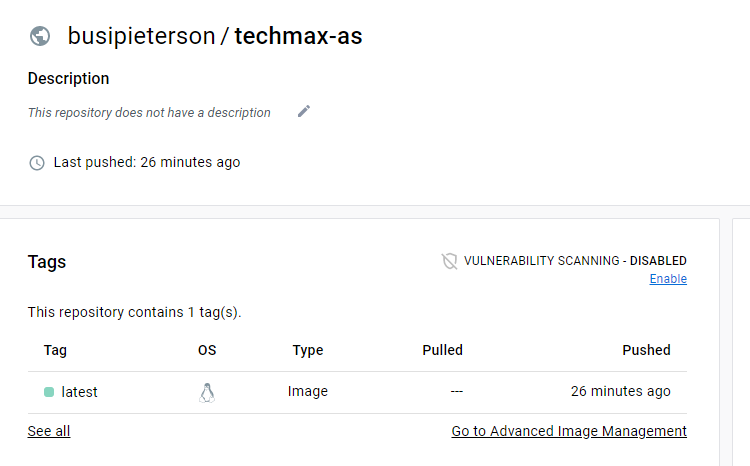 busipieterson / techmax-as
Description
This repository does not have a description
Last pushed: 26 minutes ago
Tags
VULNERABILITY SCANNING - DISABLED
Enable
This repository contains 1 tag(s).
Tag OS Type Pulled Pushed
latest Image --- 26 minutes ago
See all Go to Advanced Image Management